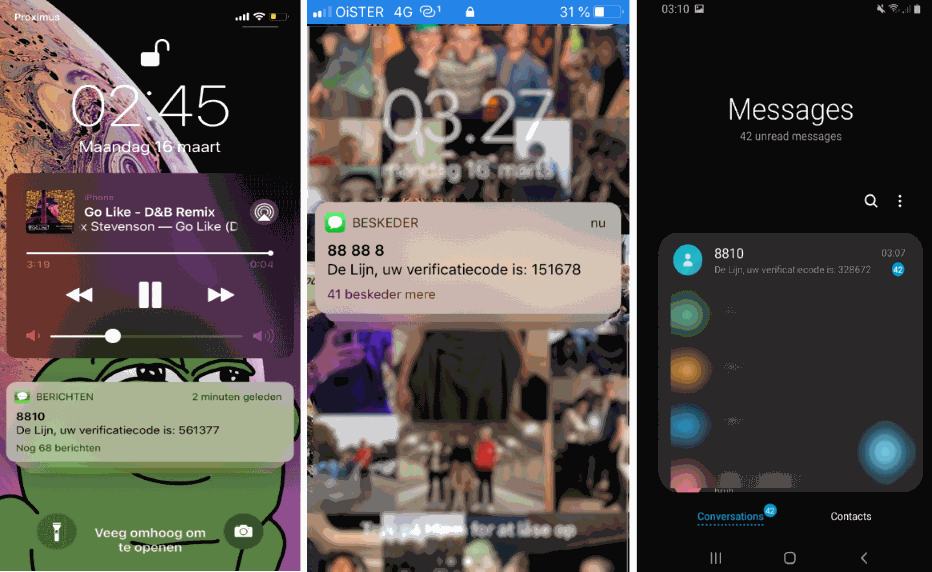 Proximus
02:45
Maandag 16 maart
iPhone
Go Like - D&B Remix
x Stevenson — Go Like (D
3:19
0:04
BERICHTEN
2 minuten geleden
8810
De Lijn, uw verificatiecode is: 561377
Nog 68 berichten
Veeg omhoog om
te openen
OiSTER 4G 31 %
03.27
mandag 16. marts
BESKEDER
nu
88 88 8
De Lijn, uw verificatiecode is: 151678
41 beskeder mere
for at låse op
03:10
Messages
42 unread messages
8810
03:07
De Lijn, uw verificatiecode is: 328672
42
bruh
Conversations
42
Contacts